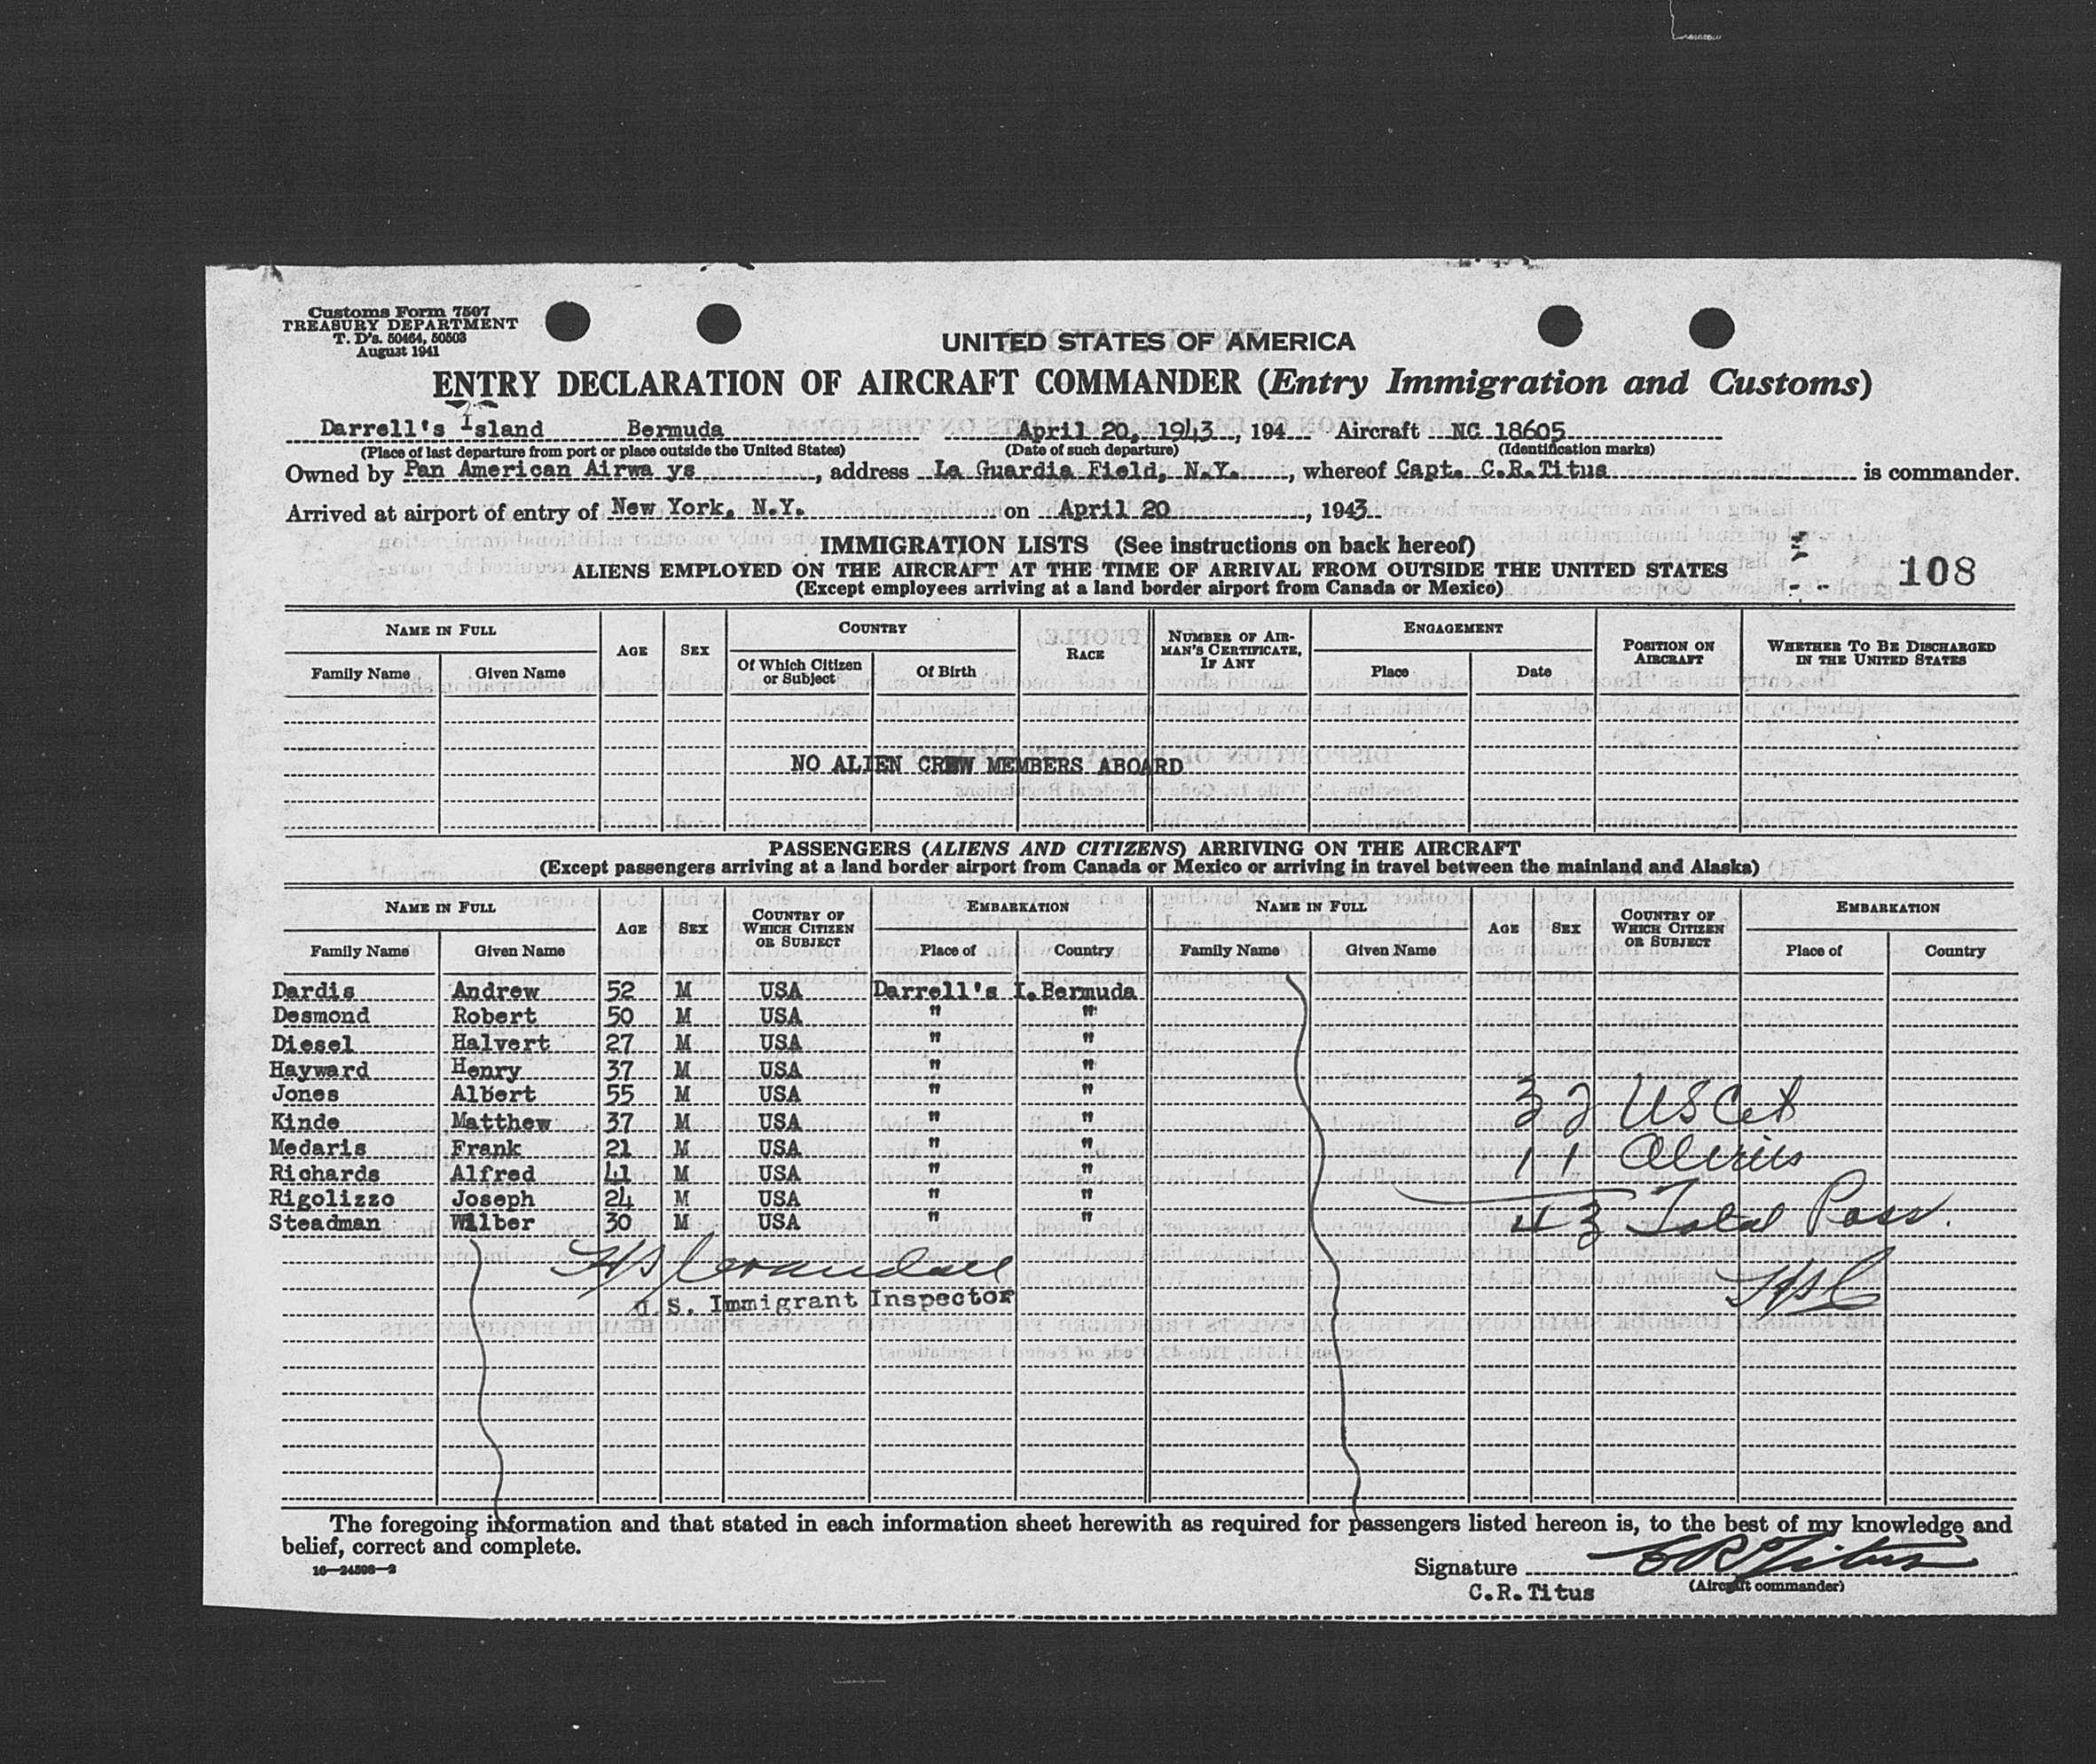 Customs Form 7507
TREASURY DEPARTMENT
T. D's. 50464, 50503
August 1941
UNITED STATES OF AMERICA
ENTRY DECLARATION OF AIRCRAFT COMMANDER (Entry Immigration and Customs)
Darrell's Island Bermuda April 20, 1943, 194 Aircraft NC 18605
(Place of last departure from port or place outside the United States) (Date of such departure) (Identification marks)
Owned by Pan American Airwa ys, address La Guardia Field, N.Y., whereof Capt. C.R.Titus is commander.
Arrived at airport of entry of New York, N.Y. on April 20, 1943
IMMIGRATION LISTS (See instructions on back hereof)
ALIENS EMPLOYED ON THE AIRCRAFT AT THE TIME OF ARRIVAL FROM OUTSIDE THE UNITED STATES
108
(Except employees arriving at a land border airport from Canada or Mexico)
NAME IN FULL AGE SEX COUNTRY RACE NUMBER OF AIRMAN'S CERTIFICATE, IF ANY ENGAGEMENT POSITION ON AIRCRAFT WHETHER TO BE DISCHARGED IN THE UNITED STATES
Family Name Given Name Of Which Citizen or Subject Of Birth Place Date
NO ALIEN CREW MEMBERS ABOARD
PASSENGERS (ALIENS AND CITIZENS) ARRIVING ON THE AIRCRAFT
(Except passengers arriving at a land border airport from Canada or Mexico or arriving in travel between the mainland and Alaska)
NAME IN FULL AGE SEX COUNTRY OF WHICH CITIZEN OR SUBJECT EMBARKATION NAME IN FULL AGE SEX COUNTRY OF WHICH CITIZEN OR SUBJECT EMBARKATION
Family Name Given Name Place of Country Family Name Given Name Place of Country
Dardis Andrew 52 M USA Darrell's I. Bermuda
Desmond Robert 50 M USA " "
Diesel Halvert 27 M USA " "
Hayward Henry 37 M USA " "
Jones Albert 55 M USA " " 32 US Cit
Kinde Matthew 37 M USA " "
Medaris Frank 21 M USA " " 11 Aliens
Richards Alfred 41 M USA " "
Rigolizzo Joseph 24 M USA " "
Steadman Wilber 30 M USA " " 43 Total Pass.
HSC
U.S. Immigrant Inspector
The foregoing information and that stated in each information sheet herewith as required for passengers listed hereon is, to the best of my knowledge and
belief, correct and complete.
16—24598-2
Signature CRTitus
(Aircraft commander)
C.R.Titus